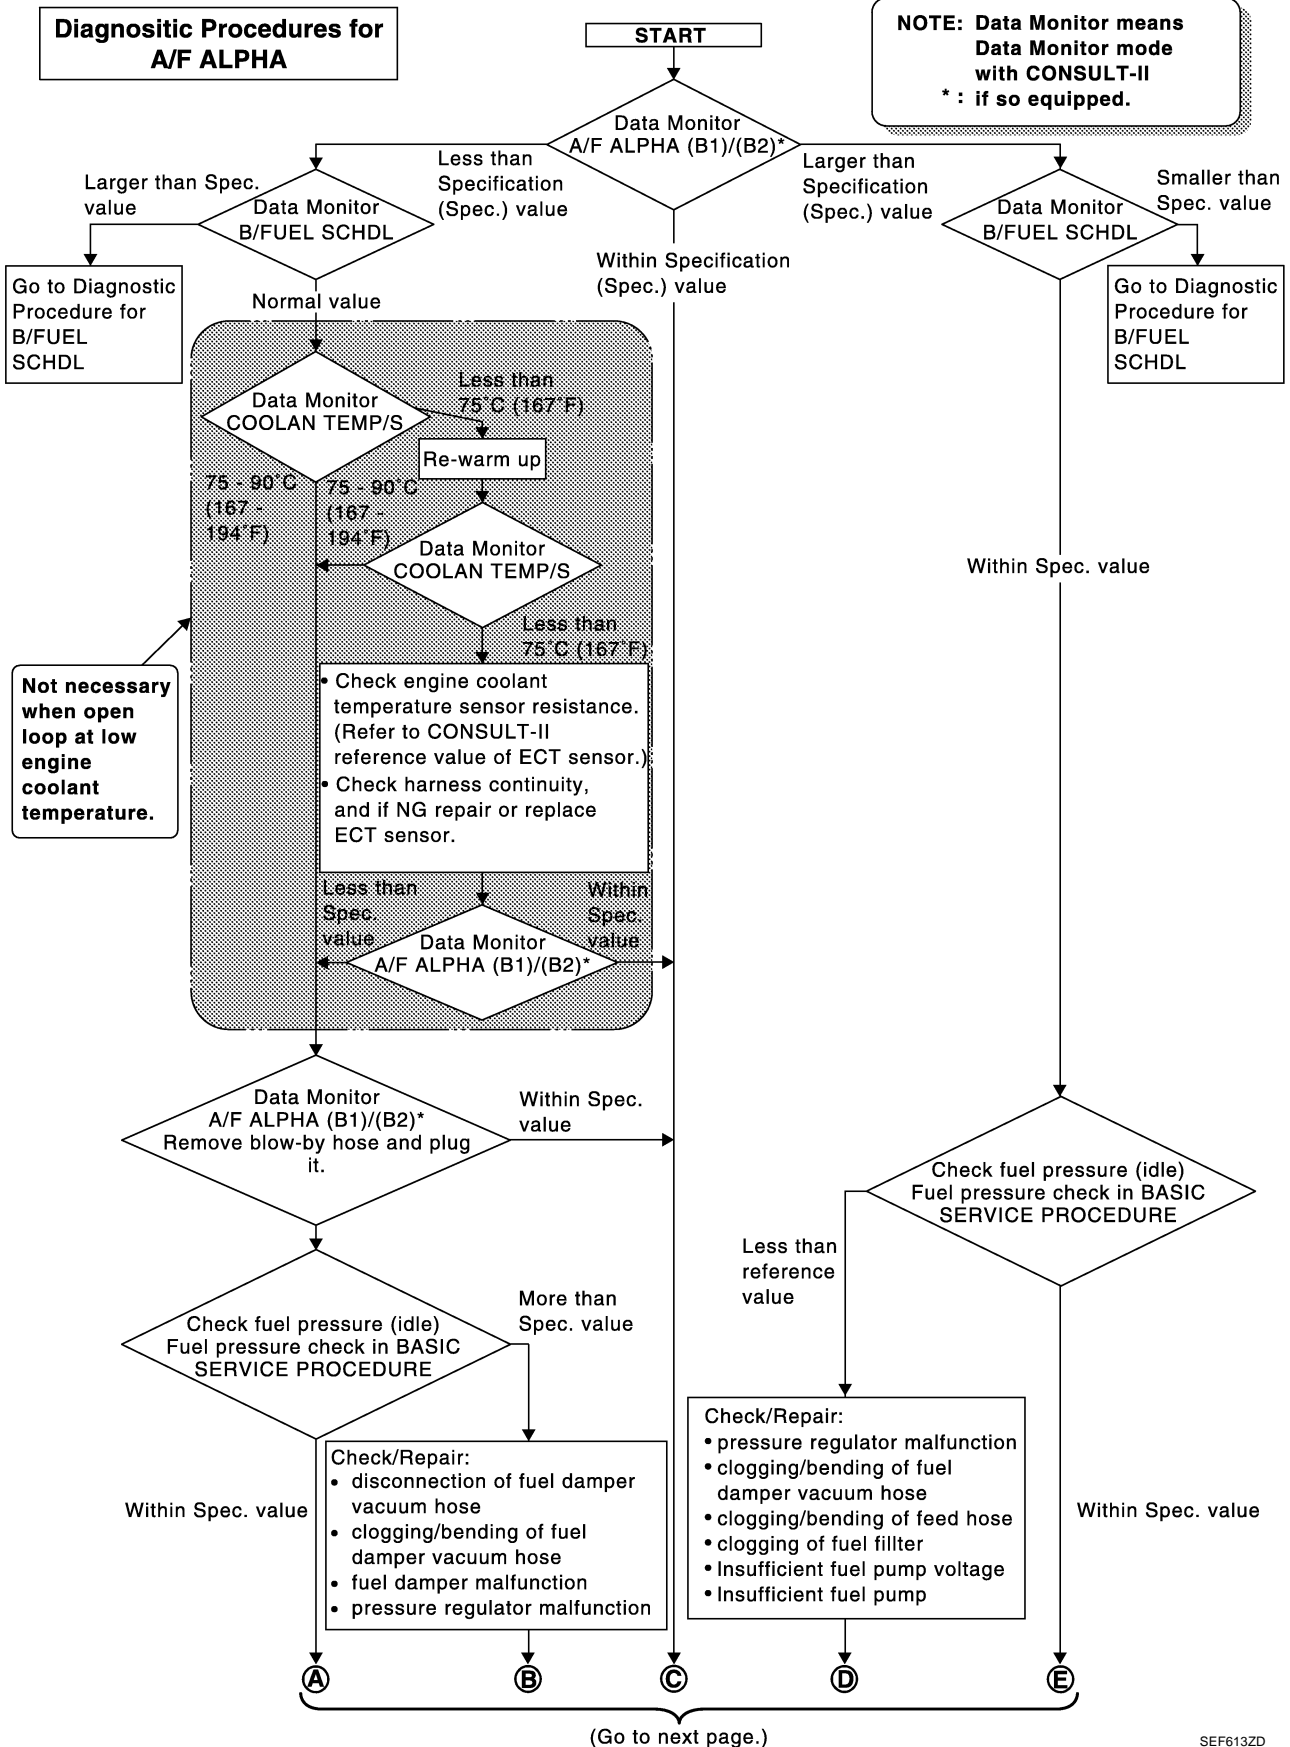 Diagnositic Procedures for
A/F ALPHA
START
NOTE: Data Monitor means
Data Monitor mode
with CONSULT-II
* : if so equipped.
Data Monitor
A/F ALPHA (B1)/(B2)*
Less than
Specification
(Spec.) value
Larger than
Specification
(Spec.) value
Within Specification
(Spec.) value
Larger than Spec.
value
Data Monitor
B/FUEL SCHDL
Data Monitor
B/FUEL SCHDL
Smaller than
Spec. value
Go to Diagnostic
Procedure for
B/FUEL
SCHDL
Normal value
Go to Diagnostic
Procedure for
B/FUEL
SCHDL
Data Monitor
COOLAN TEMP/S
Less than
75˚C (167˚F)
Re-warm up
75 - 90˚C
(167 -
194˚F)
75 - 90˚C
(167 -
194˚F)
Data Monitor
COOLAN TEMP/S
Within Spec. value
Less than
75˚C (167˚F)
Not necessary
when open
loop at low
engine
coolant
temperature.
• Check engine coolant
temperature sensor resistance.
(Refer to CONSULT-II
reference value of ECT sensor.)
• Check harness continuity,
and if NG repair or replace
ECT sensor.
Less than
Spec.
value
Within
Spec.
value
Data Monitor
A/F ALPHA (B1)/(B2)*
Data Monitor
A/F ALPHA (B1)/(B2)*
Remove blow-by hose and plug
it.
Within Spec.
value
Check fuel pressure (idle)
Fuel pressure check in BASIC
SERVICE PROCEDURE
Less than
reference
value
Check fuel pressure (idle)
Fuel pressure check in BASIC
SERVICE PROCEDURE
More than
Spec. value
Within Spec. value
Check/Repair:
• disconnection of fuel damper
vacuum hose
• clogging/bending of fuel
damper vacuum hose
• fuel damper malfunction
• pressure regulator malfunction
Check/Repair:
• pressure regulator malfunction
• clogging/bending of fuel
damper vacuum hose
• clogging/bending of feed hose
• clogging of fuel fillter
• Insufficient fuel pump voltage
• Insufficient fuel pump
Within Spec. value
A B C D E
(Go to next page.)
SEF613ZD